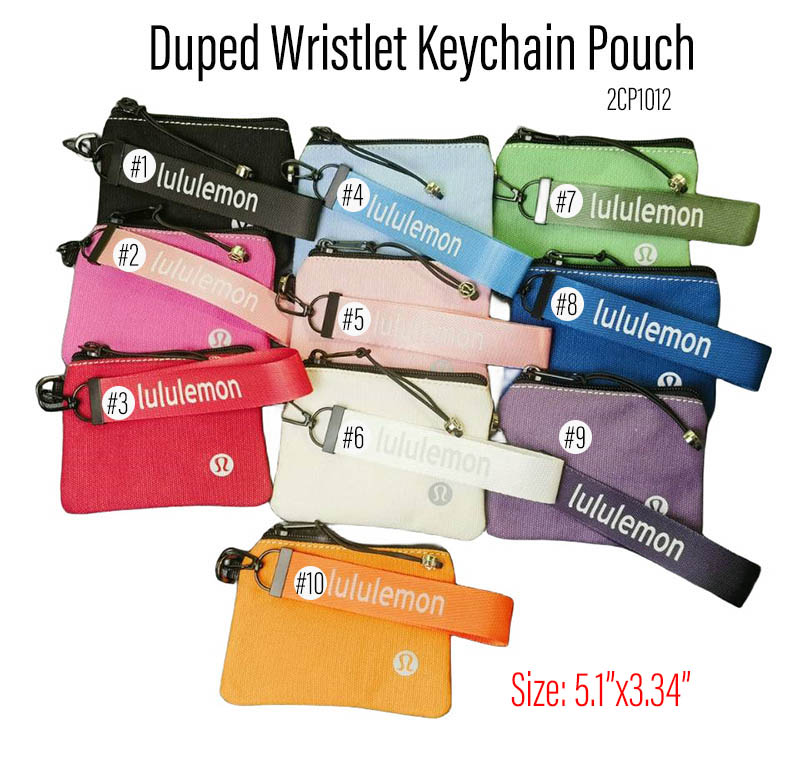 Duped Wristlet Keychain Pouch
2CP1012
#1 lululemon
#4 lululemon
#7 lululemon
#2 lululemon
#5 lululemon
#8 lululemon
#3 lululemon
#6 lululemon
#9
lululemon
#10 lululemon
Size: 5.1”x3.34”